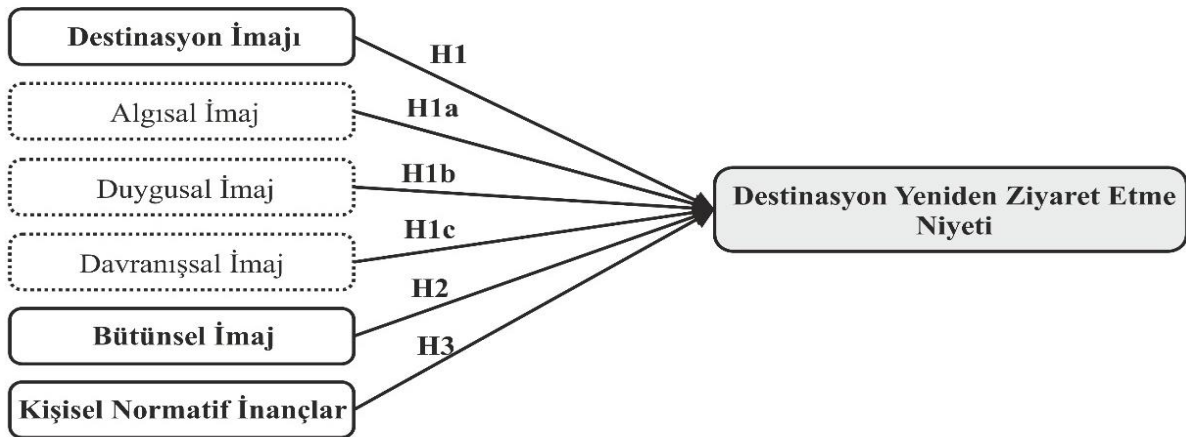 Destinasyon İmajı
Algısal İmaj
Duygusal İmaj
Davranışsal İmaj
Bütünsel İmaj
Kişisel Normatif İnançlar
H1
H1a
H1b
H1c
H2
H3
Destinasyon Yeniden Ziyaret Etme
Niyeti